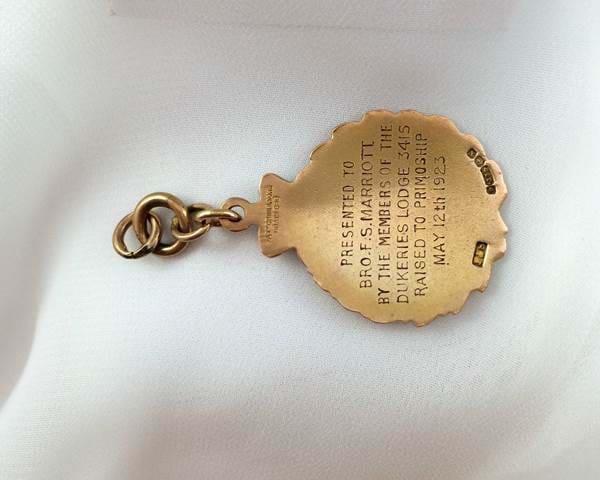 PRESENTED TO
BRO. F. S. MARRIOTT
BY THE MEMBERS OF THE
DUKERIES LODGE 3415
RAISED TO PRIMOSHIP
MAY 12th 1923